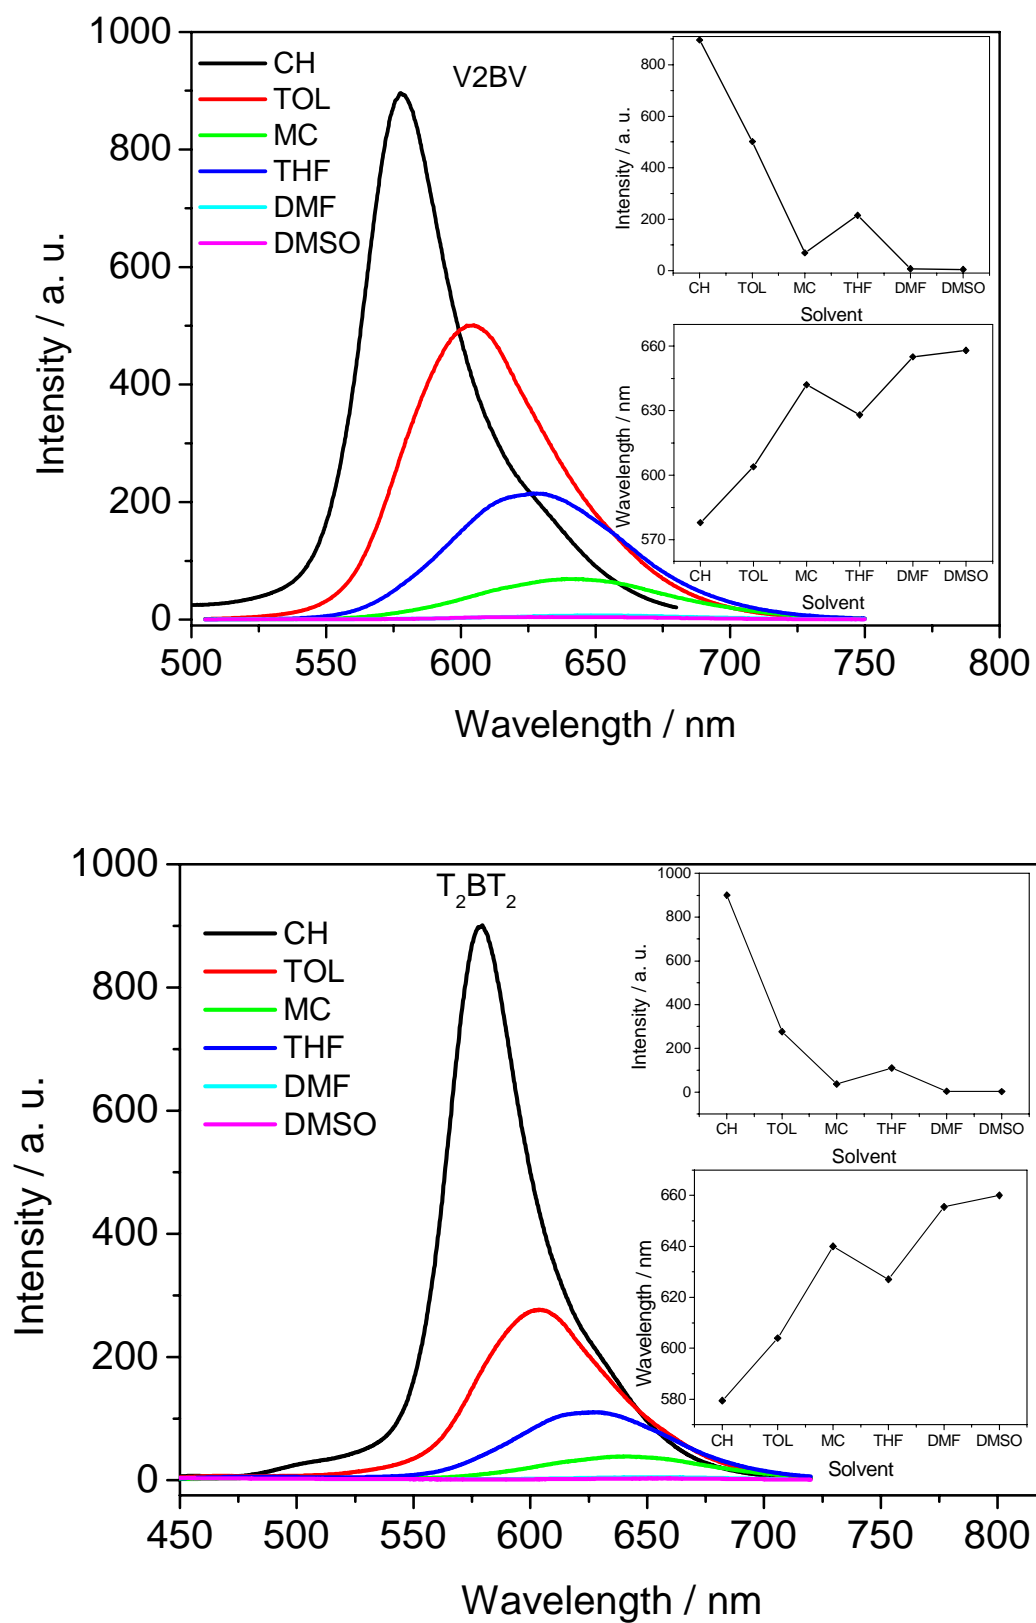 V2BV
CH
TOL
MC
THF
DMF
DMSO
1000
800
600
400
200
0
Intensity / a. u.
500 550 600 650 700 750 800
Wavelength / nm
800
600
400
200
0
Intensity / a. u.
CH TOL MC THF DMF DMSO
Solvent
660
630
600
570
Wavelength / nm
CH TOL MC THF DMF DMSO
Solvent
T₂BT₂
CH
TOL
MC
THF
DMF
DMSO
1000
800
600
400
200
0
Intensity / a. u.
450 500 550 600 650 700 750 800
Wavelength / nm
1000
800
600
400
200
0
Intensity / a. u.
CH TOL MC THF DMF DMSO
Solvent
660
640
620
600
580
Wavelength / nm
CH TOL MC THF DMF DMSO
Solvent